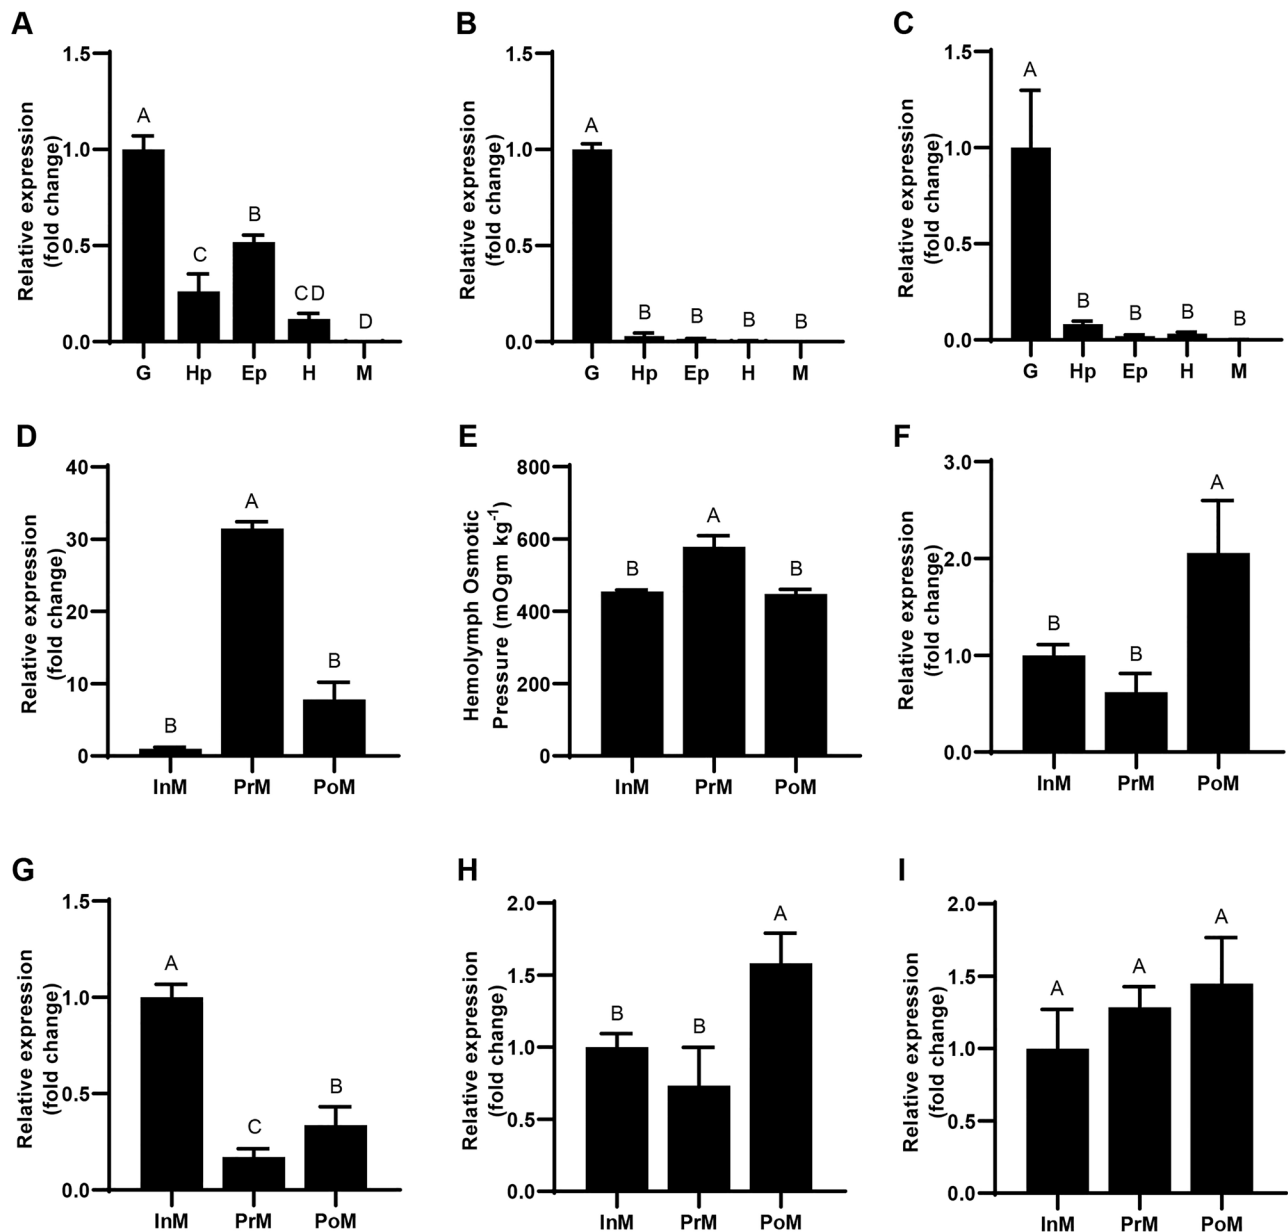 A
Relative expression
(fold change)
1.5
1.0
0.5
0.0
A
C
B
CD
D
G Hp Ep H M
B
Relative expression
(fold change)
1.5
1.0
0.5
0.0
A
B
B
B
B
G Hp Ep H M
C
Relative expression
(fold change)
1.5
1.0
0.5
0.0
A
B
B
B
B
G Hp Ep H M
D
Relative expression
(fold change)
40
30
20
10
0
B
A
B
InM PrM PoM
E
Hemolymph Osmotic
Pressure (mOgm kg⁻¹)
800
600
400
200
0
B
A
B
InM PrM PoM
F
Relative expression
(fold change)
3.0
2.0
1.0
0.0
B
B
A
InM PrM PoM
G
Relative expression
(fold change)
1.5
1.0
0.5
0.0
A
C
B
InM PrM PoM
H
Relative expression
(fold change)
2.0
1.5
1.0
0.5
0.0
B
B
A
InM PrM PoM
I
Relative expression
(fold change)
2.0
1.5
1.0
0.5
0.0
A
A
A
InM PrM PoM